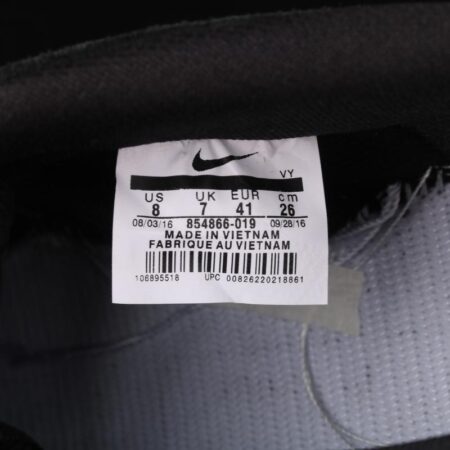 VY
US UK EUR cm
8 7 41 26
08/03/16 854866-019 09/28/16
MADE IN VIETNAM
FABRIQUE AU VIETNAM
106895518 UPC 00826220218861